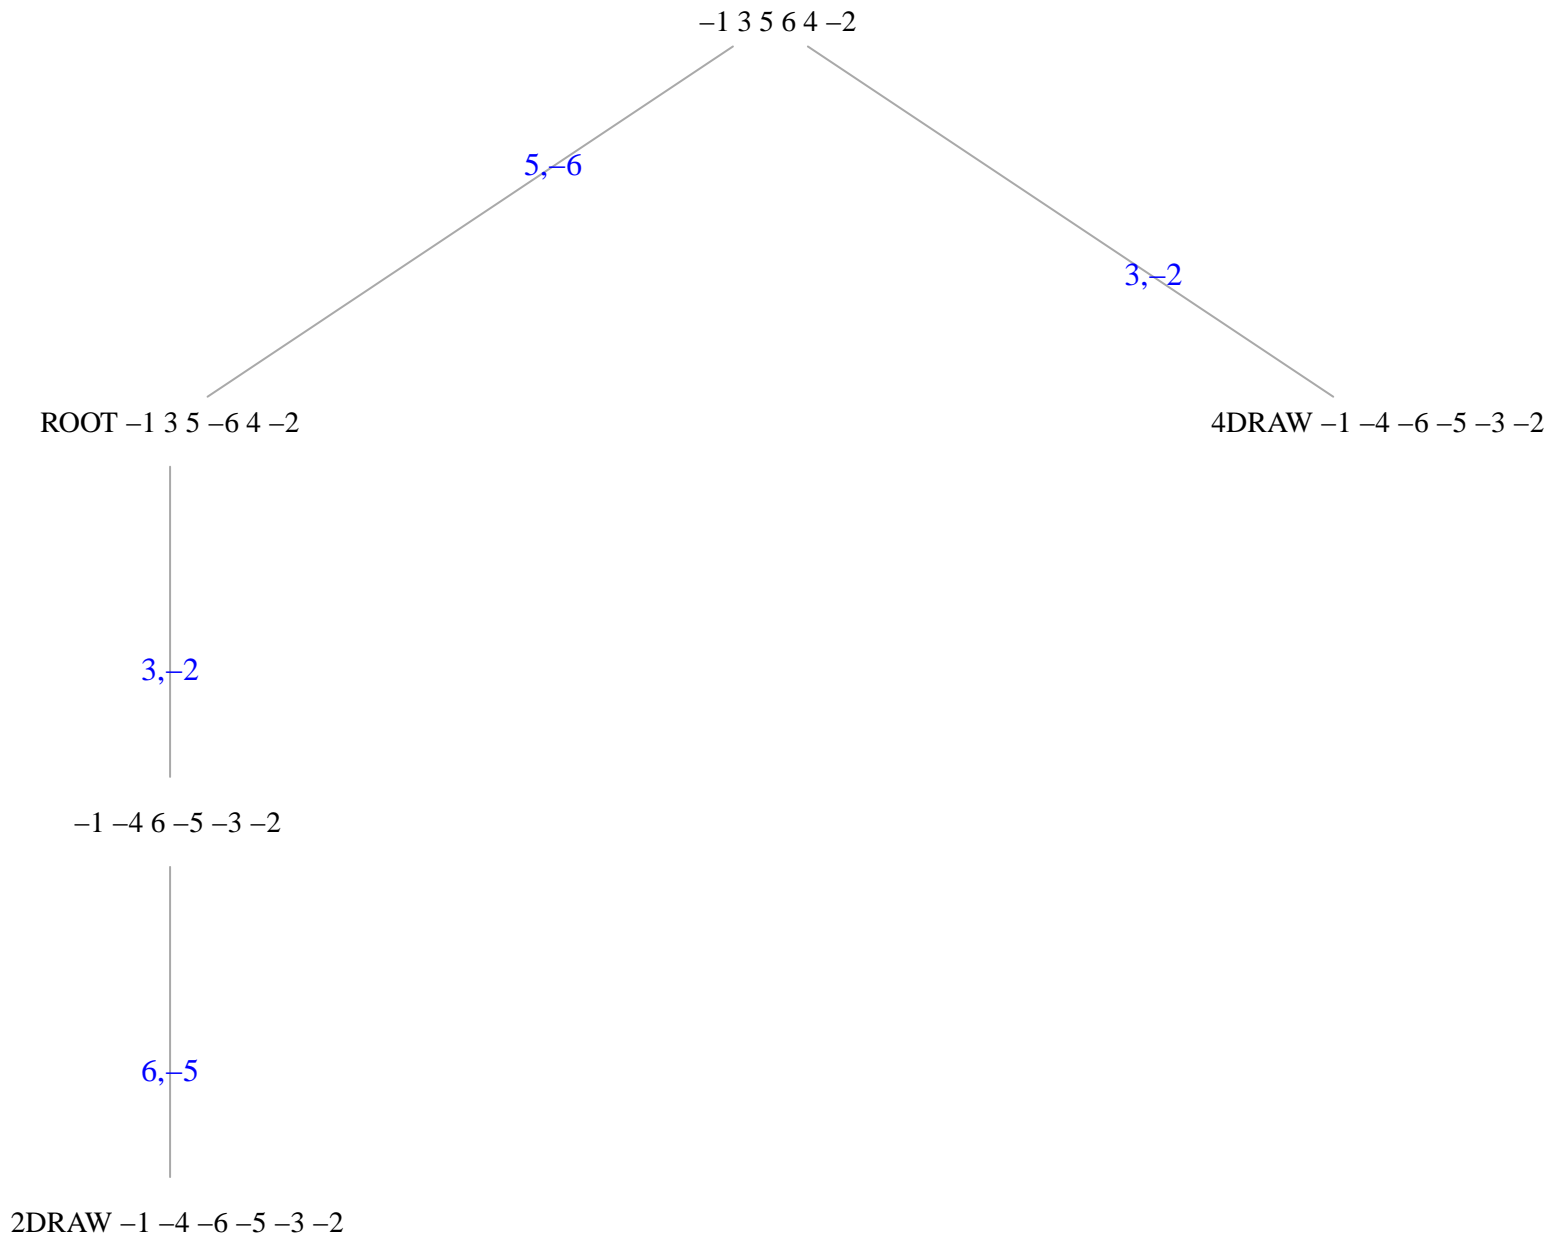 –1 3 5 6 4 –2
5,–6
3,–2
ROOT –1 3 5 –6 4 –2
4DRAW –1 –4 –6 –5 –3 –2
3,–2
–1 –4 6 –5 –3 –2
6,–5
2DRAW –1 –4 –6 –5 –3 –2